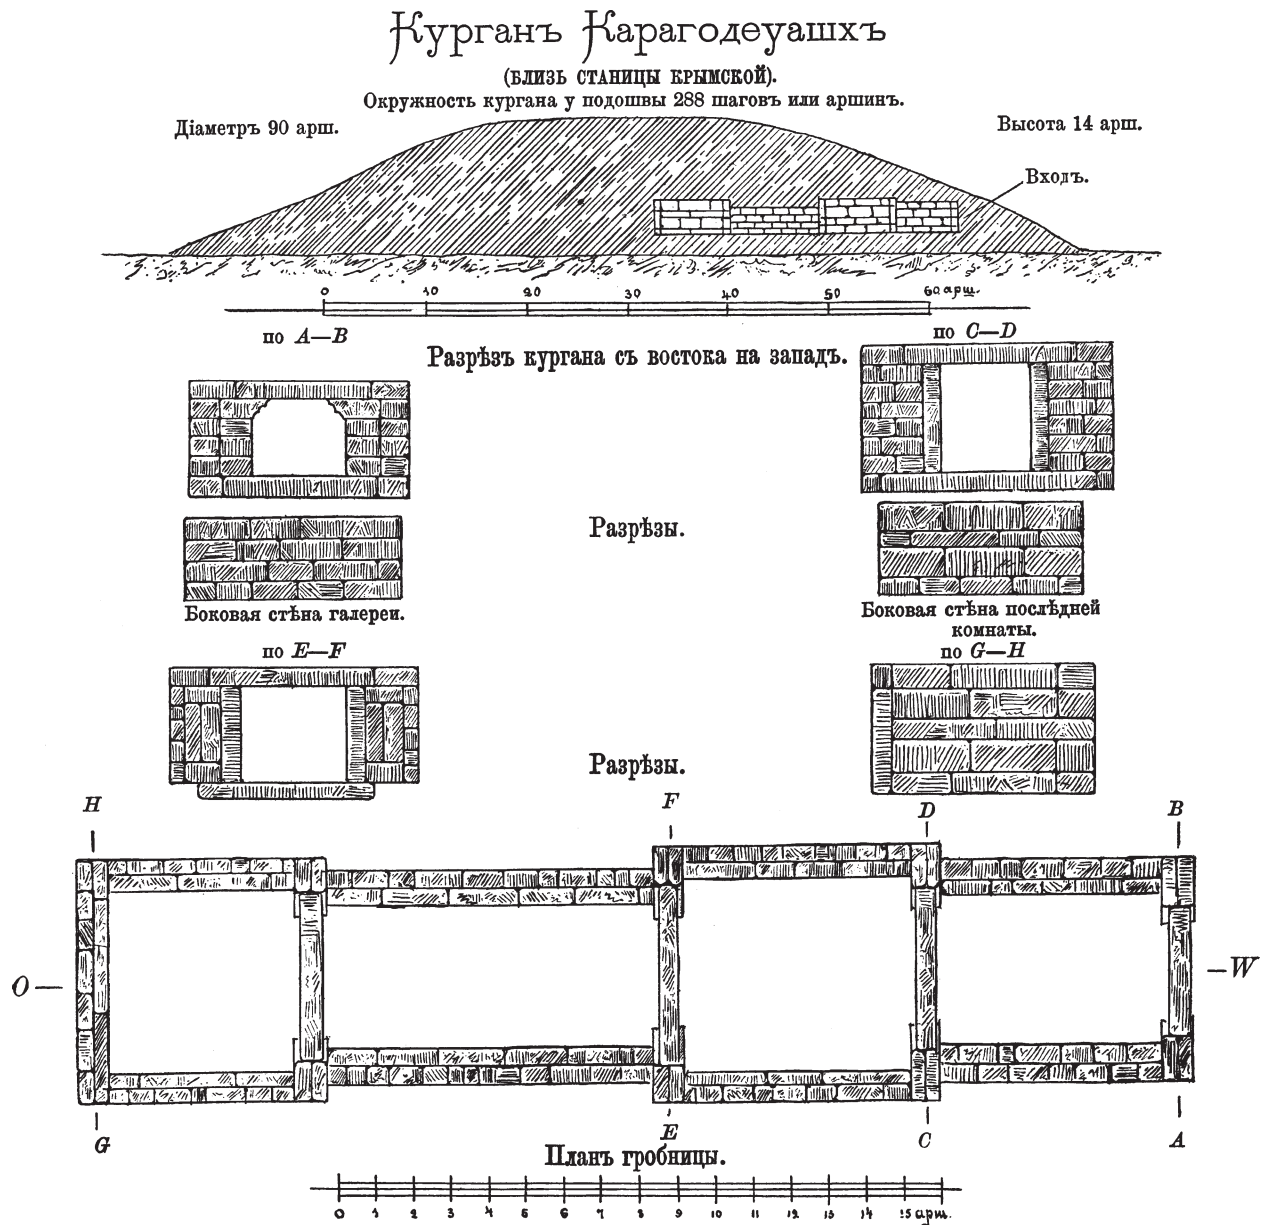 Курганъ Карагодеуашхъ
(БЛИЗЬ СТАНИЦЫ КРЫМСКОЙ).
Окружность кургана у подошвы 288 шаговъ или аршинъ.
Діаметръ 90 арш.
Высота 14 арш.
Входъ.
0 10 20 30 40 50 60 арш.
по A—B
по C—D
Разрѣзъ кургана съ востока на западъ.
Разрѣзы.
Боковая стѣна галереи.
Боковая стѣна послѣдней
комнаты.
по E—F
по G—H
Разрѣзы.
H
F
D
B
O —
— W
G
E
C
A
Планъ гробницы.
0 1 2 3 4 5 6 7 8 9 10 11 12 13 14 15 арш.